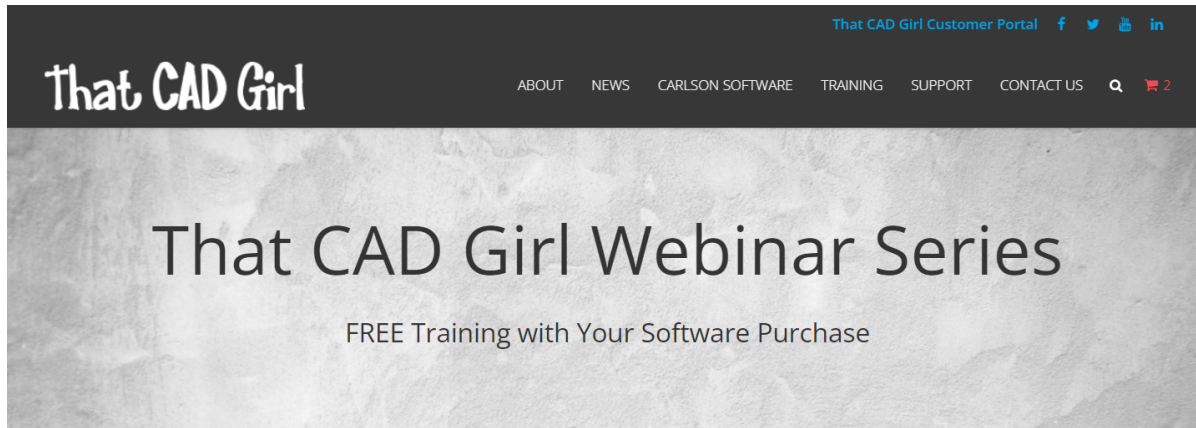 That CAD Girl Customer Portal
That CAD Girl
ABOUT NEWS CARLSON SOFTWARE TRAINING SUPPORT CONTACT US 2
That CAD Girl Webinar Series
FREE Training with Your Software Purchase